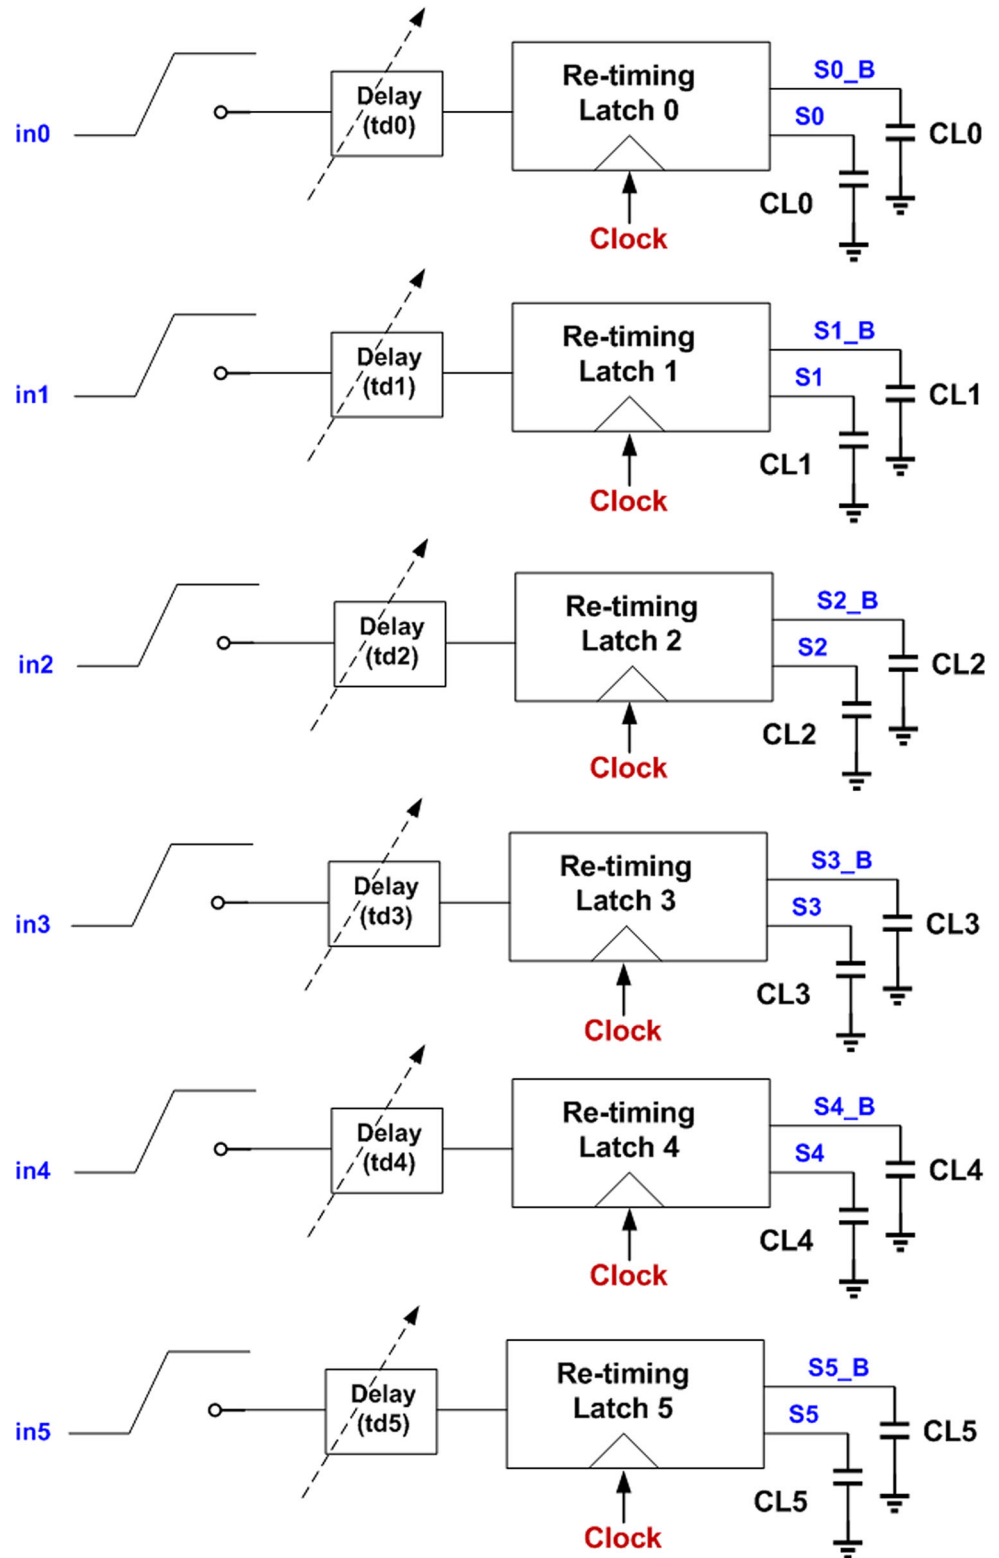 S0_B
Re-timing
Delay
Latch 0
S0
(td0)
in0
CL0
CL0
Clock
S1_B
Re-timing
Delay
Latch 1
S1
(td1)
in1
CL1
CL1
Clock
S2_B
Re-timing
Delay
Latch 2
S2
(td2)
in2
CL2
CL2
Clock
S3_B
Re-timing
Delay
Latch 3
S3
(td3)
in3
CL3
CL3
Clock
S4_B
Re-timing
Delay
Latch 4
S4
(td4)
in4
CL4
CL4
Clock
S5_B
Re-timing
Delay
Latch 5
S5
(td5)
in5
CL5
CL5
Clock